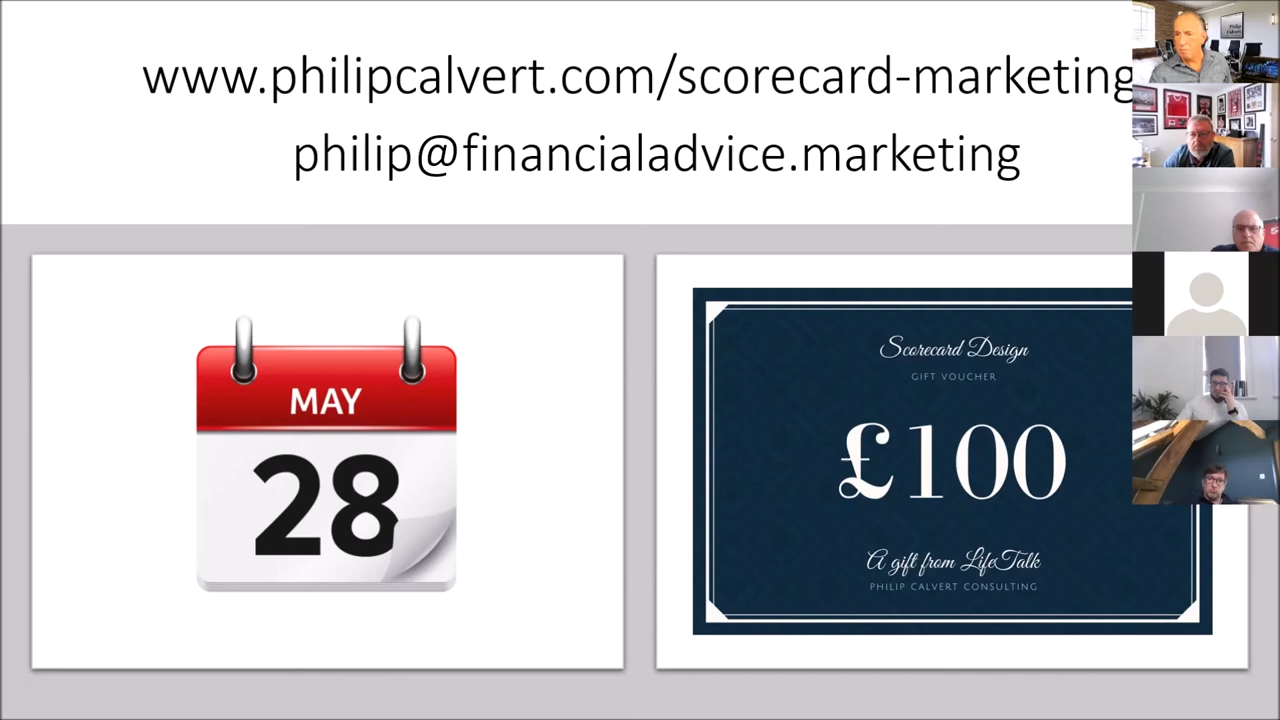 www.philipcalvert.com/scorecard-marketing
philip@financialadvice.marketing
MAY
28
Scorecard Design
GIFT VOUCHER
£100
A gift from LifeTalk
PHILIP CALVERT CONSULTING